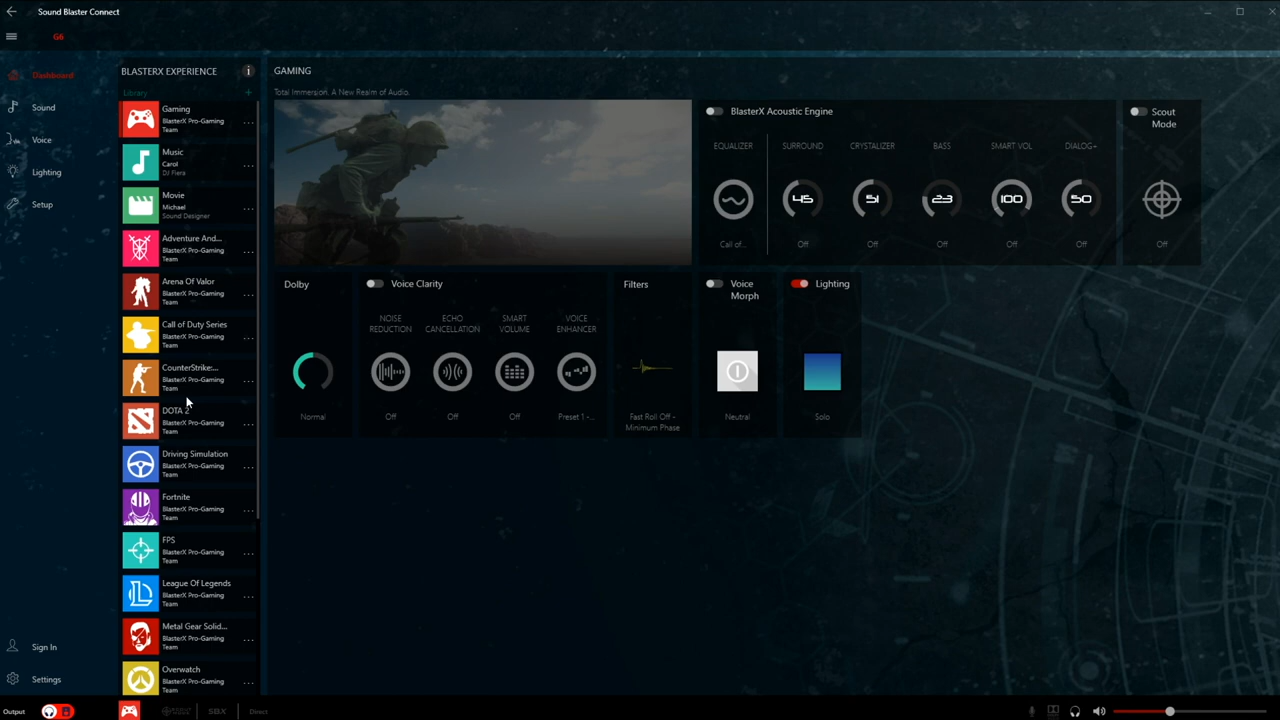 Sound Blaster Connect
G6
Dashboard
Sound
Voice
Lighting
Setup
Sign In
Settings
BLASTERX EXPERIENCE
Library
Gaming
BlasterX Pro-Gaming
Team
Music
Carol
DJ Fiera
Movie
Michael
Sound Designer
Adventure And...
BlasterX Pro-Gaming
Team
Arena Of Valor
BlasterX Pro-Gaming
Team
Call of Duty Series
BlasterX Pro-Gaming
Team
CounterStrike:...
BlasterX Pro-Gaming
Team
DOTA 2
BlasterX Pro-Gaming
Team
Driving Simulation
BlasterX Pro-Gaming
Team
Fortnite
BlasterX Pro-Gaming
Team
FPS
BlasterX Pro-Gaming
Team
League Of Legends
BlasterX Pro-Gaming
Team
Metal Gear Solid...
BlasterX Pro-Gaming
Team
Overwatch
BlasterX Pro-Gaming
Team
GAMING
Total Immersion. A New Realm of Audio.
BlasterX Acoustic Engine
EQUALIZER SURROUND CRYSTALIZER BASS SMART VOL DIALOG+
45 51 23 100 50
Call of... Off Off Off Off Off
Scout
Mode
Off
Dolby
Normal
Voice Clarity
NOISE
REDUCTION
ECHO
CANCELLATION
SMART
VOLUME
VOICE
ENHANCER
Off Off Off Preset 1 -...
Filters
Fast Roll Off -
Minimum Phase
Voice
Morph
Neutral
Lighting
Solo
Output
SBX
Direct